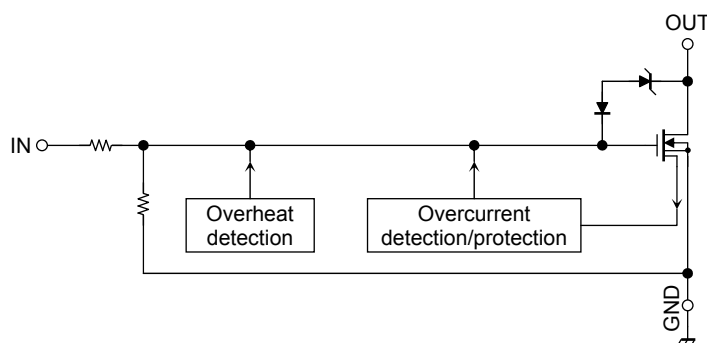 OUT
IN
Overheat
detection
Overcurrent
detection/protection
GND